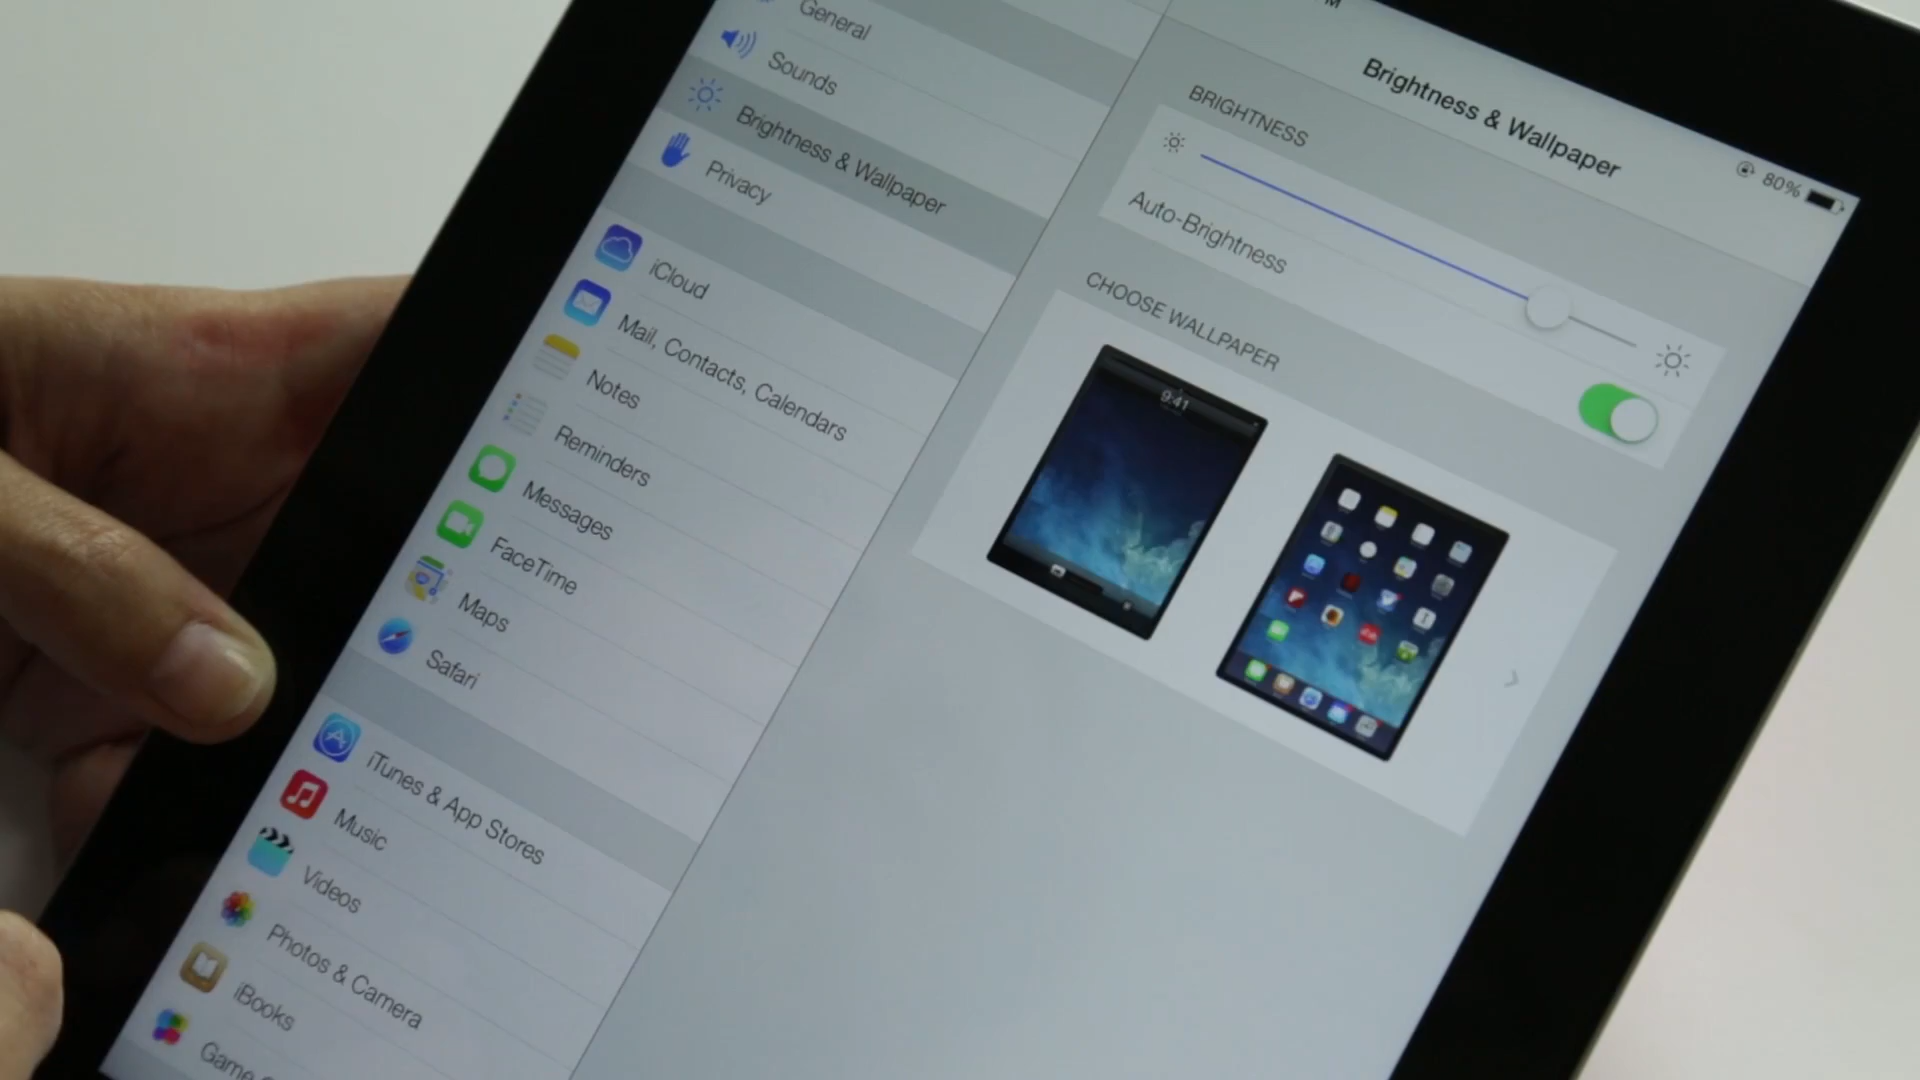 General
Sounds
Brightness & Wallpaper
Privacy
iCloud
Mail, Contacts, Calendars
Notes
Reminders
Messages
FaceTime
Maps
Safari
iTunes & App Stores
Music
Videos
Photos & Camera
iBooks
Game
M
80%
Brightness & Wallpaper
BRIGHTNESS
Auto-Brightness
CHOOSE WALLPAPER
9:41